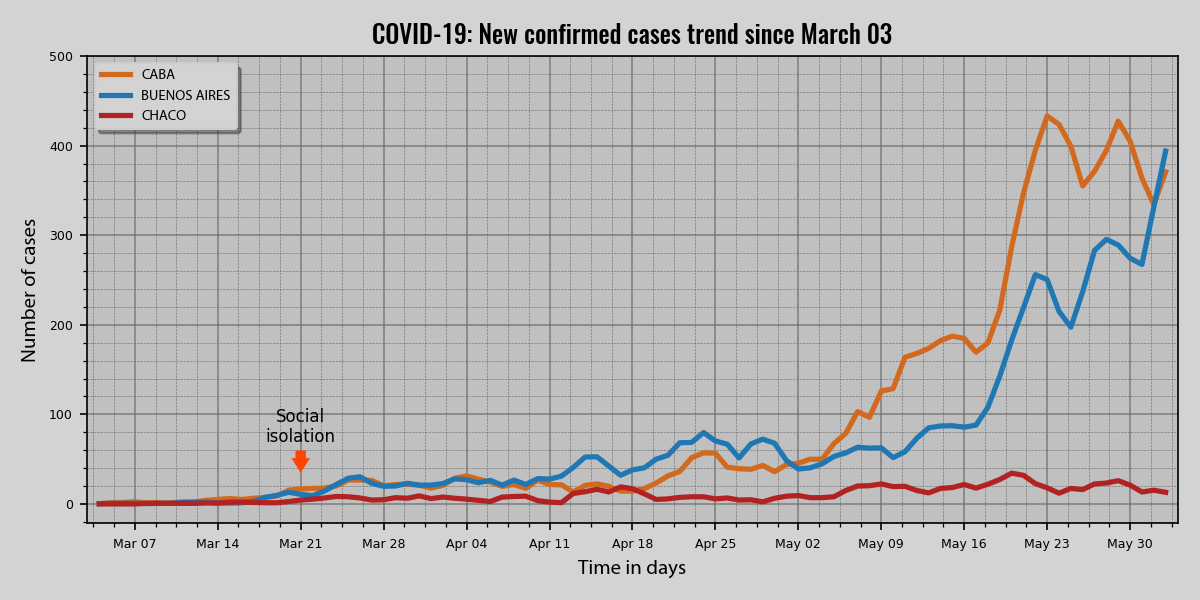 COVID-19: New confirmed cases trend since March 03
500
400
300
200
100
0
Number of cases
CABA
BUENOS AIRES
CHACO
Social
isolation
Mar 07 Mar 14 Mar 21 Mar 28 Apr 04 Apr 11 Apr 18 Apr 25 May 02 May 09 May 16 May 23 May 30
Time in days